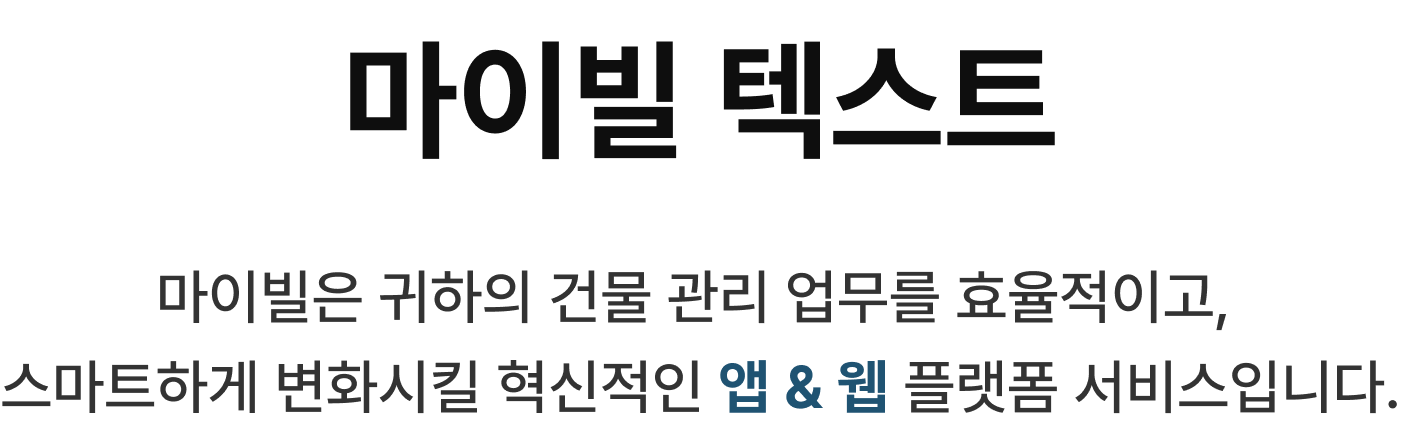 마이빌 텍스트
마이빌은 귀하의 건물 관리 업무를 효율적이고,
스마트하게 변화시킬 혁신적인 앱 & 웹 플랫폼 서비스입니다.